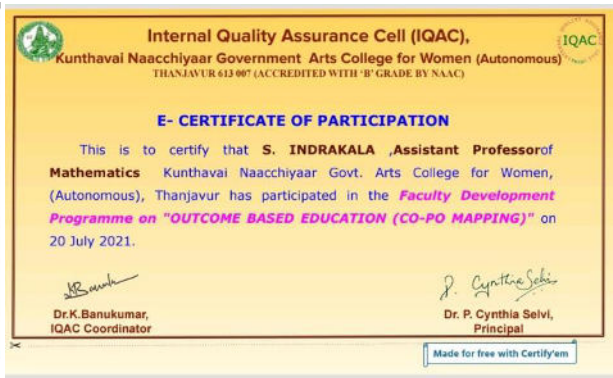 Internal Quality Assurance Cell (IQAC),
IQAC
Kunthavai Naacchiyaar Government Arts College for Women (Autonomous)
THANJAVUR 613 007 (ACCREDITED WITH 'B' GRADE BY NAAC)
E- CERTIFICATE OF PARTICIPATION
This is to certify that S. INDRAKALA ,Assistant Professorof
Mathematics Kunthavai Naacchiyaar Govt. Arts College for Women,
(Autonomous), Thanjavur has participated in the Faculty Development
Programme on "OUTCOME BASED EDUCATION (CO-PO MAPPING)" on
20 July 2021.
P. Cynthia Selvi
Dr.K.Banukumar,
IQAC Coordinator
Dr. P. Cynthia Selvi,
Principal
Made for free with Certify'em